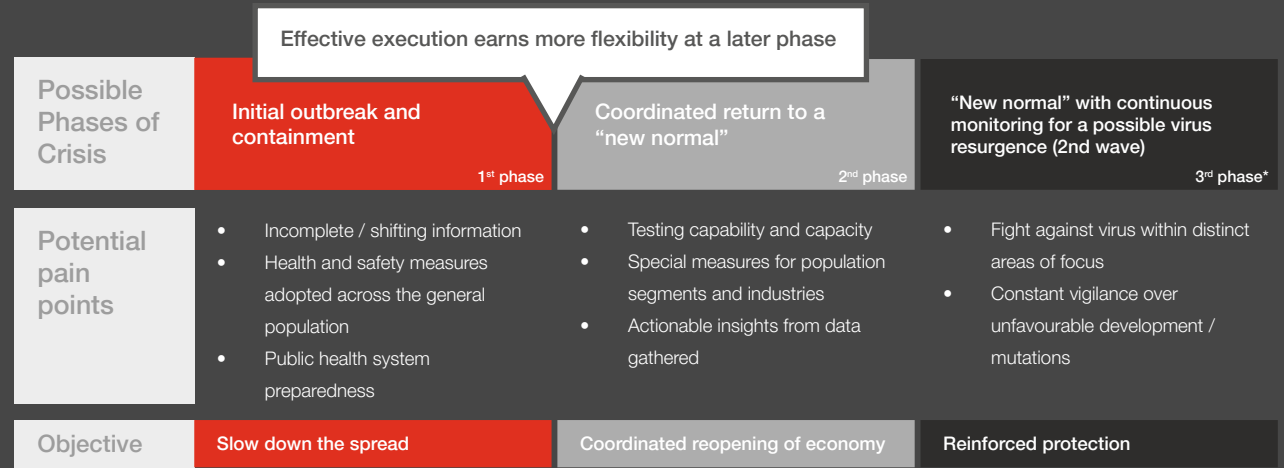 Effective execution earns more flexibility at a later phase
Possible
Phases of
Crisis
Initial outbreak and
containment
1st phase
Coordinated return to a
“new normal”
2nd phase
“New normal” with continuous
monitoring for a possible virus
resurgence (2nd wave)
3rd phase*
Potential
pain
points
• Incomplete / shifting information
• Health and safety measures
adopted across the general
population
• Public health system
preparedness
• Testing capability and capacity
• Special measures for population
segments and industries
• Actionable insights from data
gathered
• Fight against virus within distinct
areas of focus
• Constant vigilance over
unfavourable development /
mutations
Objective
Slow down the spread
Coordinated reopening of economy
Reinforced protection